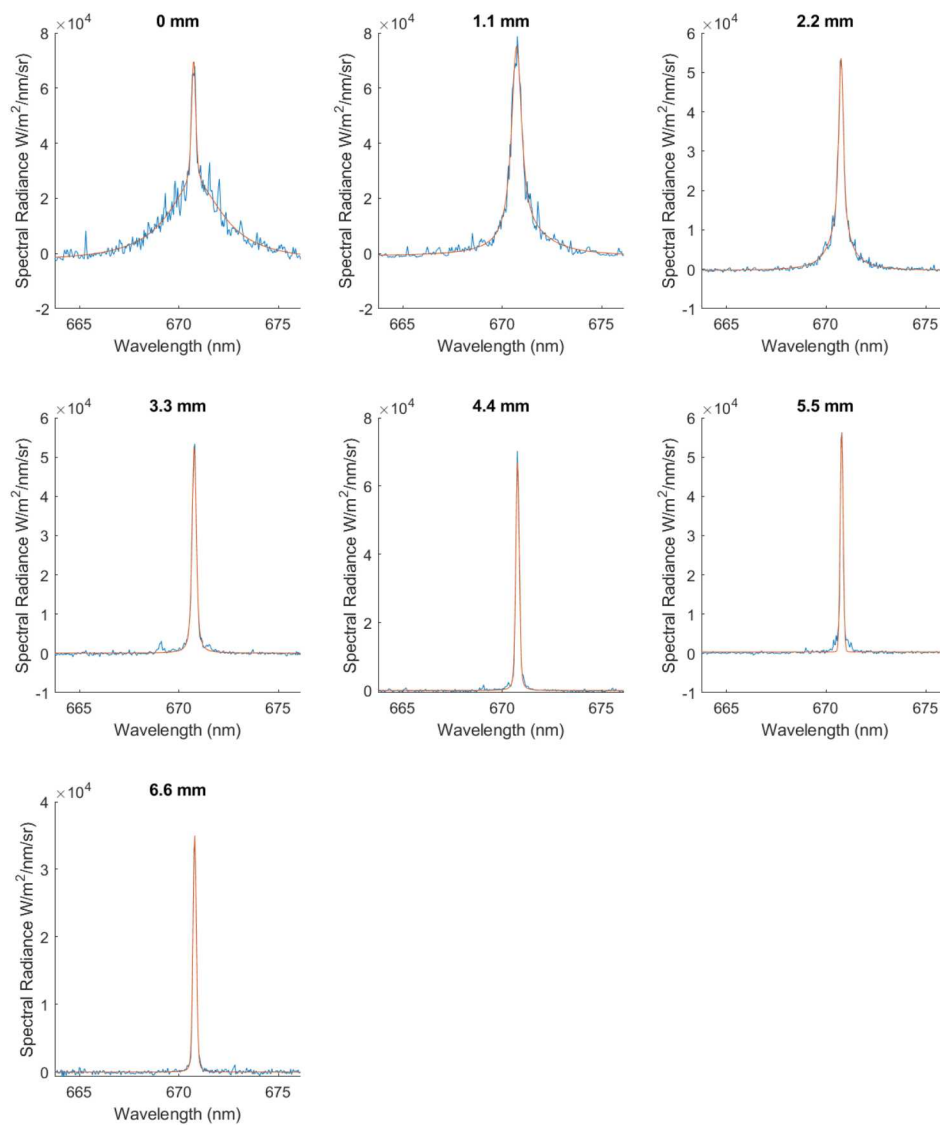 0 mm
×10⁴
8
6
4
2
0
-2
Spectral Radiance W/m²/nm/sr)
665 670 675
Wavelength (nm)
1.1 mm
×10⁴
8
6
4
2
0
-2
Spectral Radiance W/m²/nm/sr)
665 670 675
Wavelength (nm)
2.2 mm
×10⁴
6
5
4
3
2
1
0
-1
Spectral Radiance W/m²/nm/sr)
665 670 675
Wavelength (nm)
3.3 mm
×10⁴
6
5
4
3
2
1
0
-1
Spectral Radiance W/m²/nm/sr)
665 670 675
Wavelength (nm)
4.4 mm
×10⁴
8
6
4
2
0
Spectral Radiance W/m²/nm/sr)
665 670 675
Wavelength (nm)
5.5 mm
×10⁴
6
5
4
3
2
1
0
-1
Spectral Radiance W/m²/nm/sr)
665 670 675
Wavelength (nm)
6.6 mm
×10⁴
4
3
2
1
0
Spectral Radiance W/m²/nm/sr)
665 670 675
Wavelength (nm)